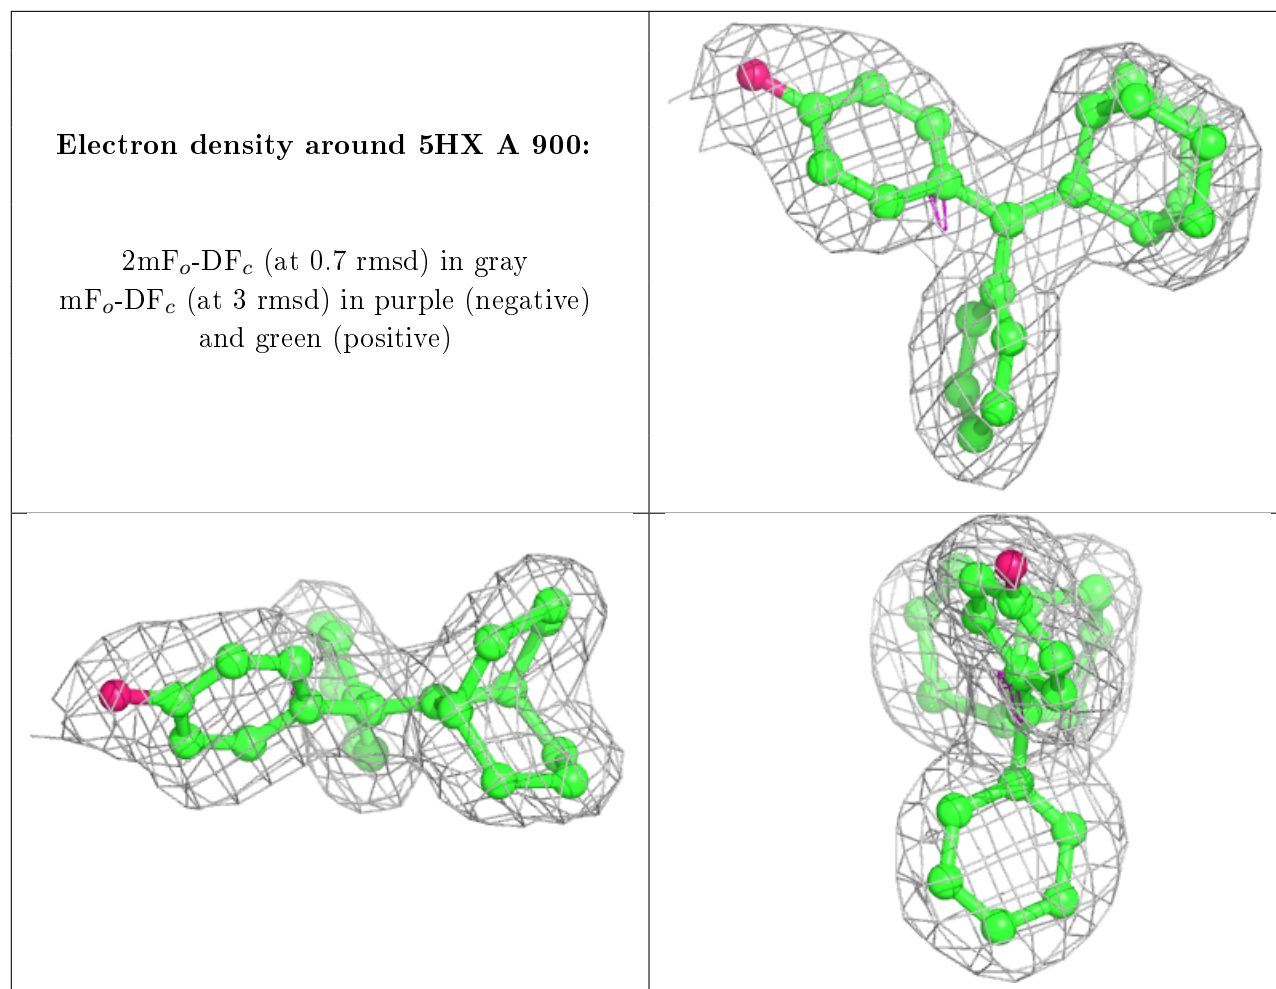 Electron density around 5HX A 900:
2mFₒ-DF𝒸 (at 0.7 rmsd) in gray
mFₒ-DF𝒸 (at 3 rmsd) in purple (negative)
and green (positive)